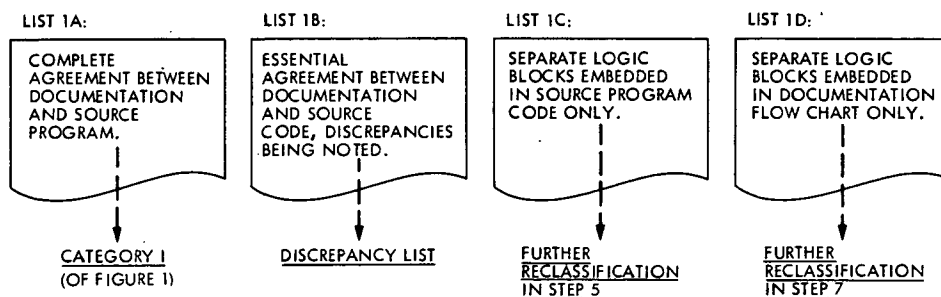 LIST 1A:
COMPLETE
AGREEMENT BETWEEN
DOCUMENTATION
AND SOURCE
PROGRAM.
CATEGORY I
(OF FIGURE 1)
LIST 1B:
ESSENTIAL
AGREEMENT BETWEEN
DOCUMENTATION
AND SOURCE
CODE, DISCREPANCIES
BEING NOTED.
DISCREPANCY LIST
LIST 1C:
SEPARATE LOGIC
BLOCKS EMBEDDED
IN SOURCE PROGRAM
CODE ONLY.
FURTHER
RECLASSIFICATION
IN STEP 5
LIST 1D:
SEPARATE LOGIC
BLOCKS EMBEDDED
IN DOCUMENTATION
FLOW CHART ONLY.
FURTHER
RECLASSIFICATION
IN STEP 7